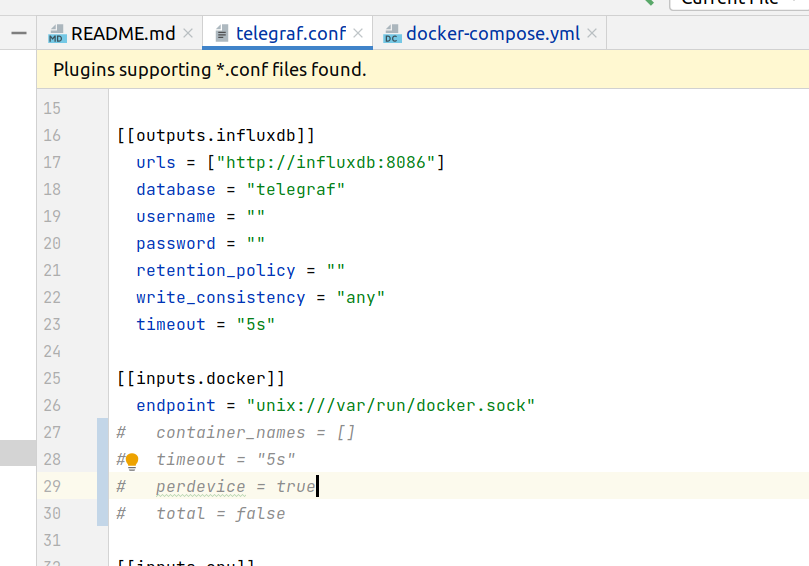 Current File
MD README.md
telegraf.conf
DC docker-compose.yml
Plugins supporting *.conf files found.
15
16 [[outputs.influxdb]]
17 urls = ["http://influxdb:8086"]
18 database = "telegraf"
19 username = ""
20 password = ""
21 retention_policy = ""
22 write_consistency = "any"
23 timeout = "5s"
24
25 [[inputs.docker]]
26 endpoint = "unix:///var/run/docker.sock"
27 # container_names = []
28 # timeout = "5s"
29 # perdevice = true
30 # total = false
31
32 [[inputs.cpu]]